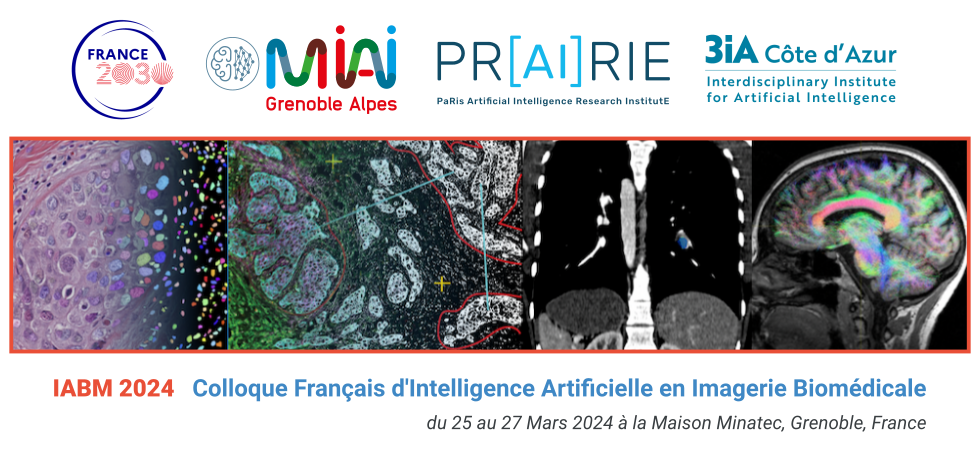 FRANCE
2030
MIAI
Grenoble Alpes
PR[AI]RIE
PaRis Artificial Intelligence Research InstitutE
3iA Côte d'Azur
Interdisciplinary Institute
for Artificial Intelligence
IABM 2024 Colloque Français d'Intelligence Artificielle en Imagerie Biomédicale
du 25 au 27 Mars 2024 à la Maison Minatec, Grenoble, France